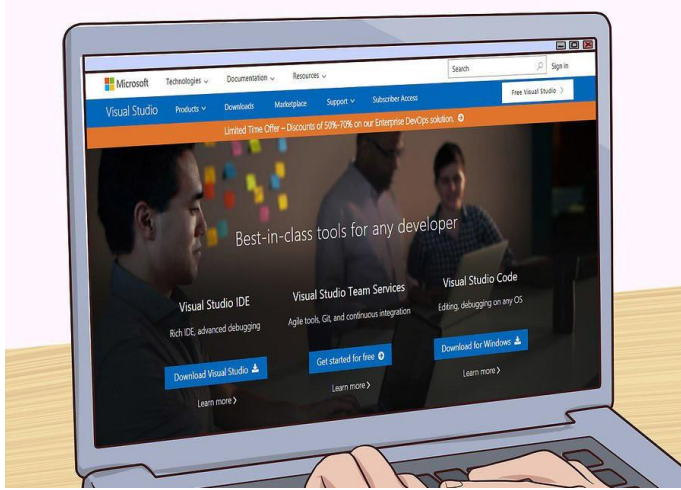 Microsoft Technologies Documentation Resources Search Sign in
Visual Studio Products Downloads Marketplace Support Subscriber Access Free Visual Studio
Limited Time Offer – Discounts of 50%-70% on our Enterprise DevOps solution.
Best-in-class tools for any developer
Visual Studio IDE
Rich IDE, advanced debugging
Download Visual Studio
Learn more
Visual Studio Team Services
Agile tools, Git, and continuous integration
Get started for free
Learn more
Visual Studio Code
Editing, debugging on any OS
Download for Windows
Learn more